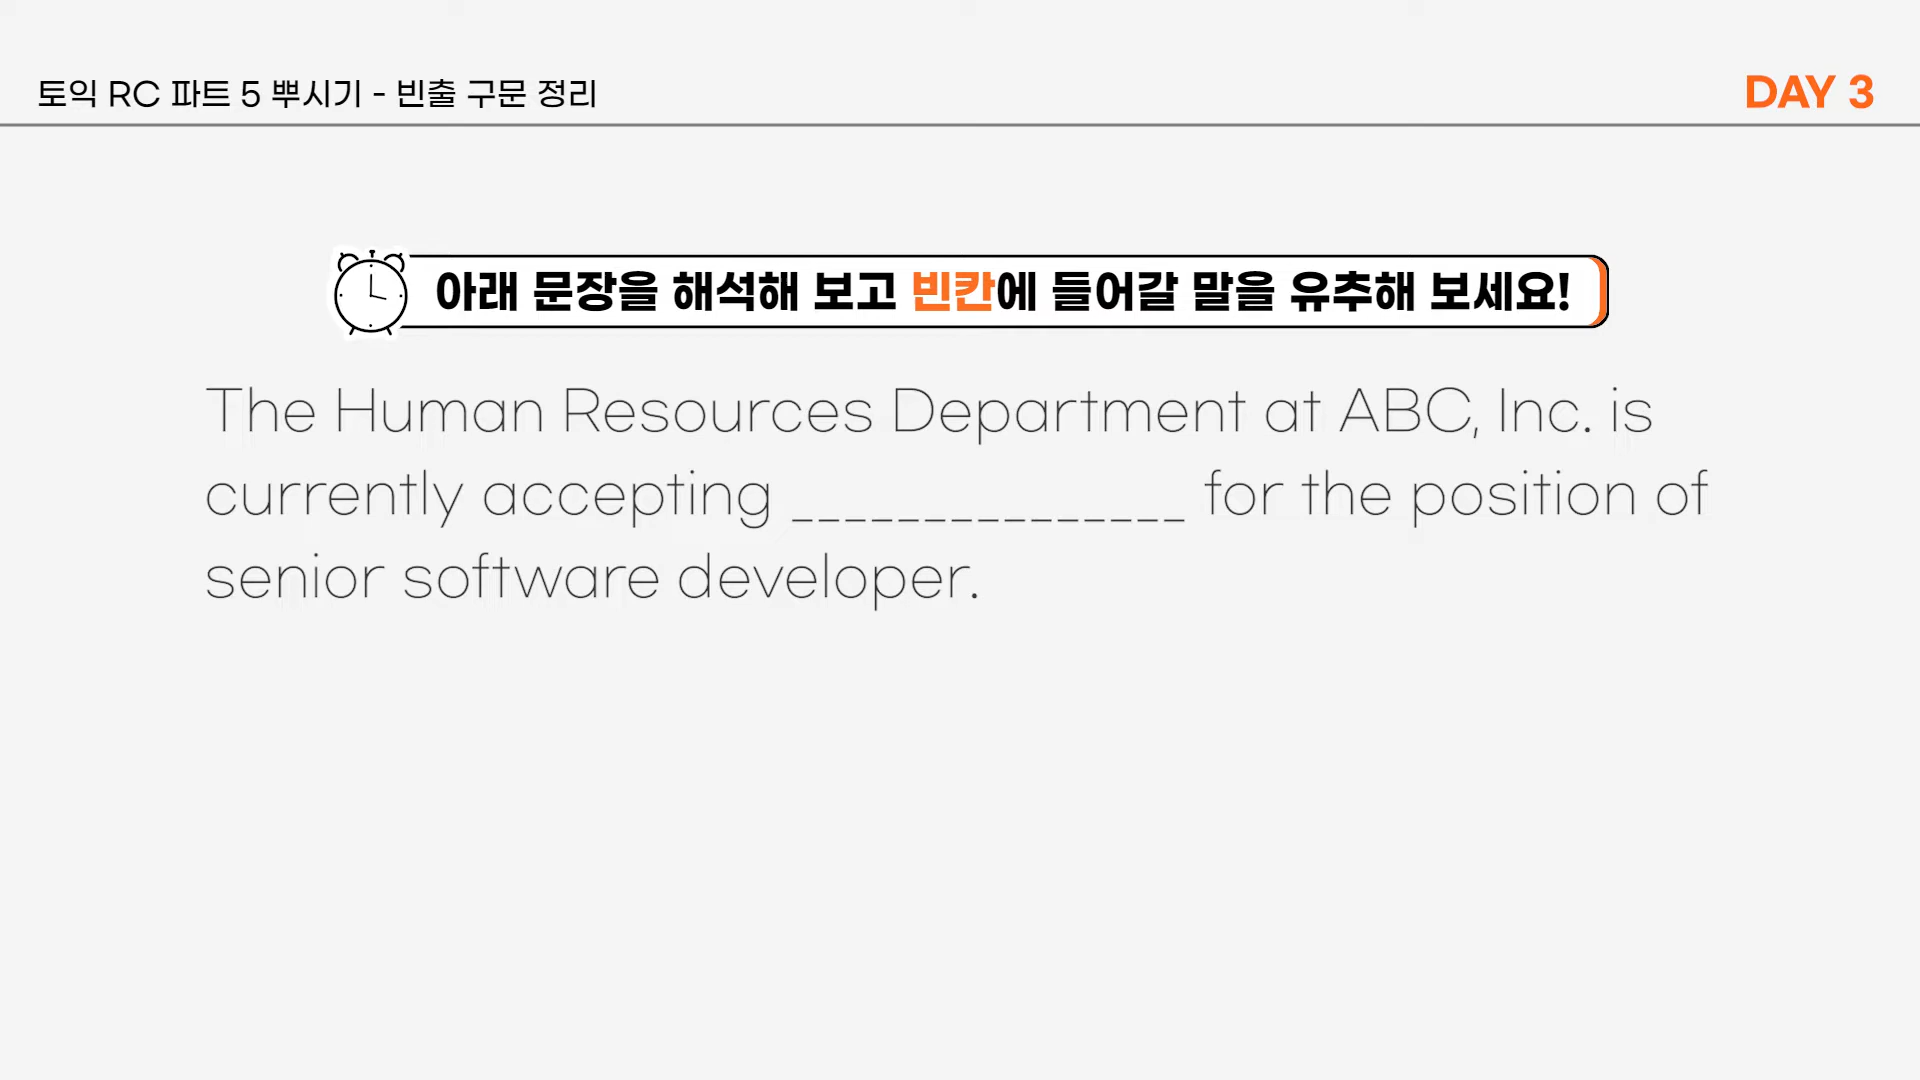 토익 RC 파트 5 뿌시기 - 빈출 구문 정리
DAY 3
아래 문장을 해석해 보고 빈칸에 들어갈 말을 유추해 보세요!
The Human Resources Department at ABC, Inc. is
currently accepting _______________ for the position of
senior software developer.